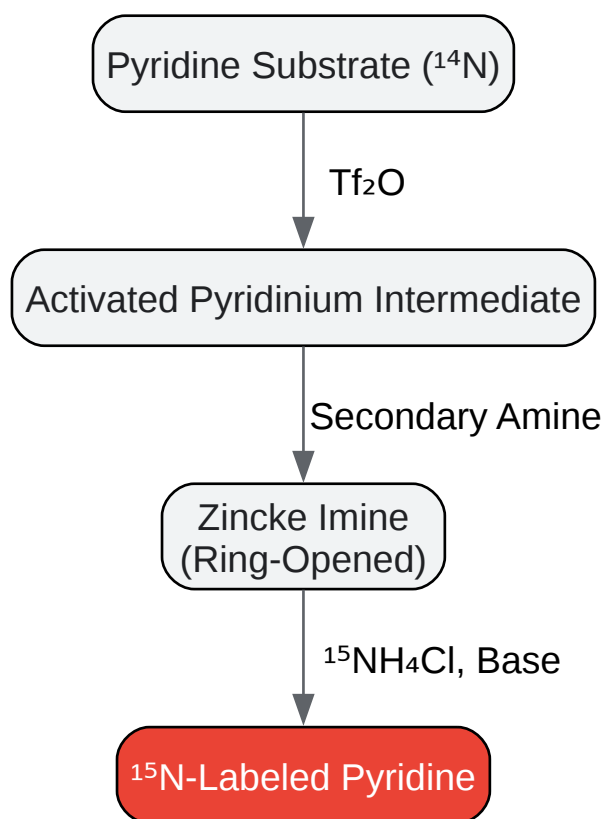 Pyridine Substrate (¹⁴N)
Tf₂O
Activated Pyridinium Intermediate
Secondary Amine
Zincke Imine
(Ring-Opened)
¹⁵NH₄Cl, Base
¹⁵N-Labeled Pyridine